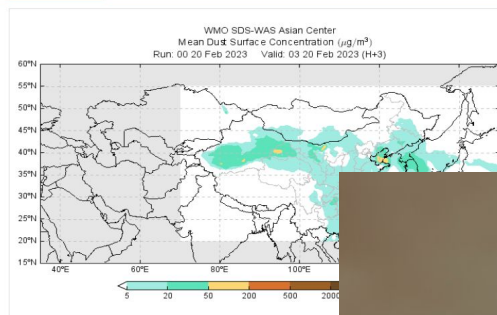 WMO SDS-WAS Asian Center
Mean Dust Surface Concentration (μg/m³)
Run: 00 20 Feb 2023 Valid: 03 20 Feb 2023 (H+3)
60°N
55°N
50°N
45°N
40°N
35°N
30°N
25°N
20°N
15°N
40°E 60°E 80°E 100°E
5 20 50 200 500 2000